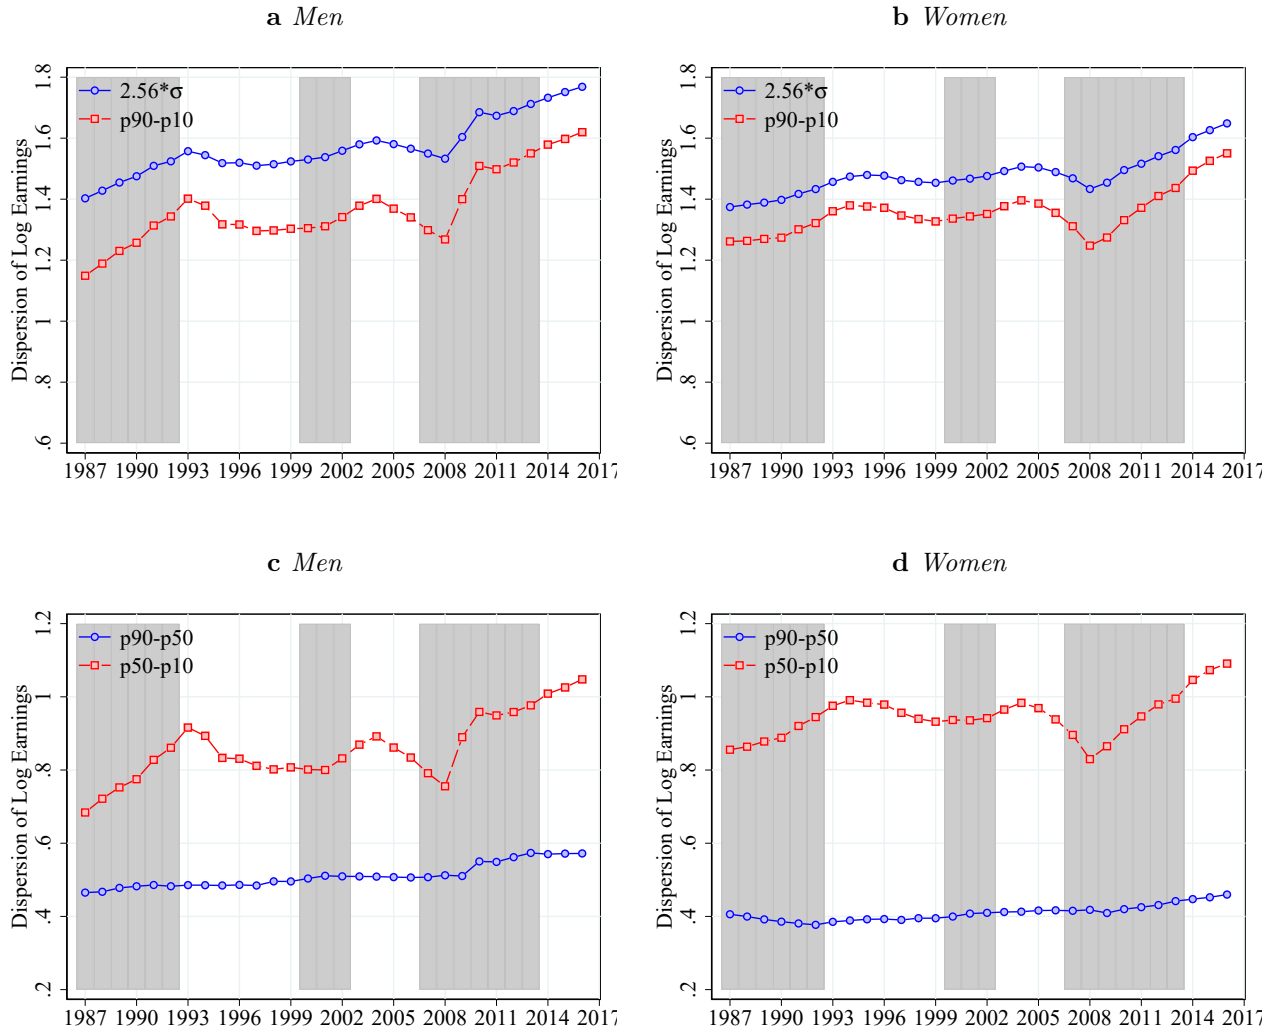 a Men
1.8
1.6
1.4
1.2
1
.8
.6
Dispersion of Log Earnings
2.56*σ
p90-p10
1987 1990 1993 1996 1999 2002 2005 2008 2011 2014 2017
b Women
1.8
1.6
1.4
1.2
1
.8
.6
Dispersion of Log Earnings
2.56*σ
p90-p10
1987 1990 1993 1996 1999 2002 2005 2008 2011 2014 2017
c Men
1.2
1
.8
.6
.4
.2
Dispersion of Log Earnings
p90-p50
p50-p10
1987 1990 1993 1996 1999 2002 2005 2008 2011 2014 2017
d Women
1.2
1
.8
.6
.4
.2
Dispersion of Log Earnings
p90-p50
p50-p10
1987 1990 1993 1996 1999 2002 2005 2008 2011 2014 2017